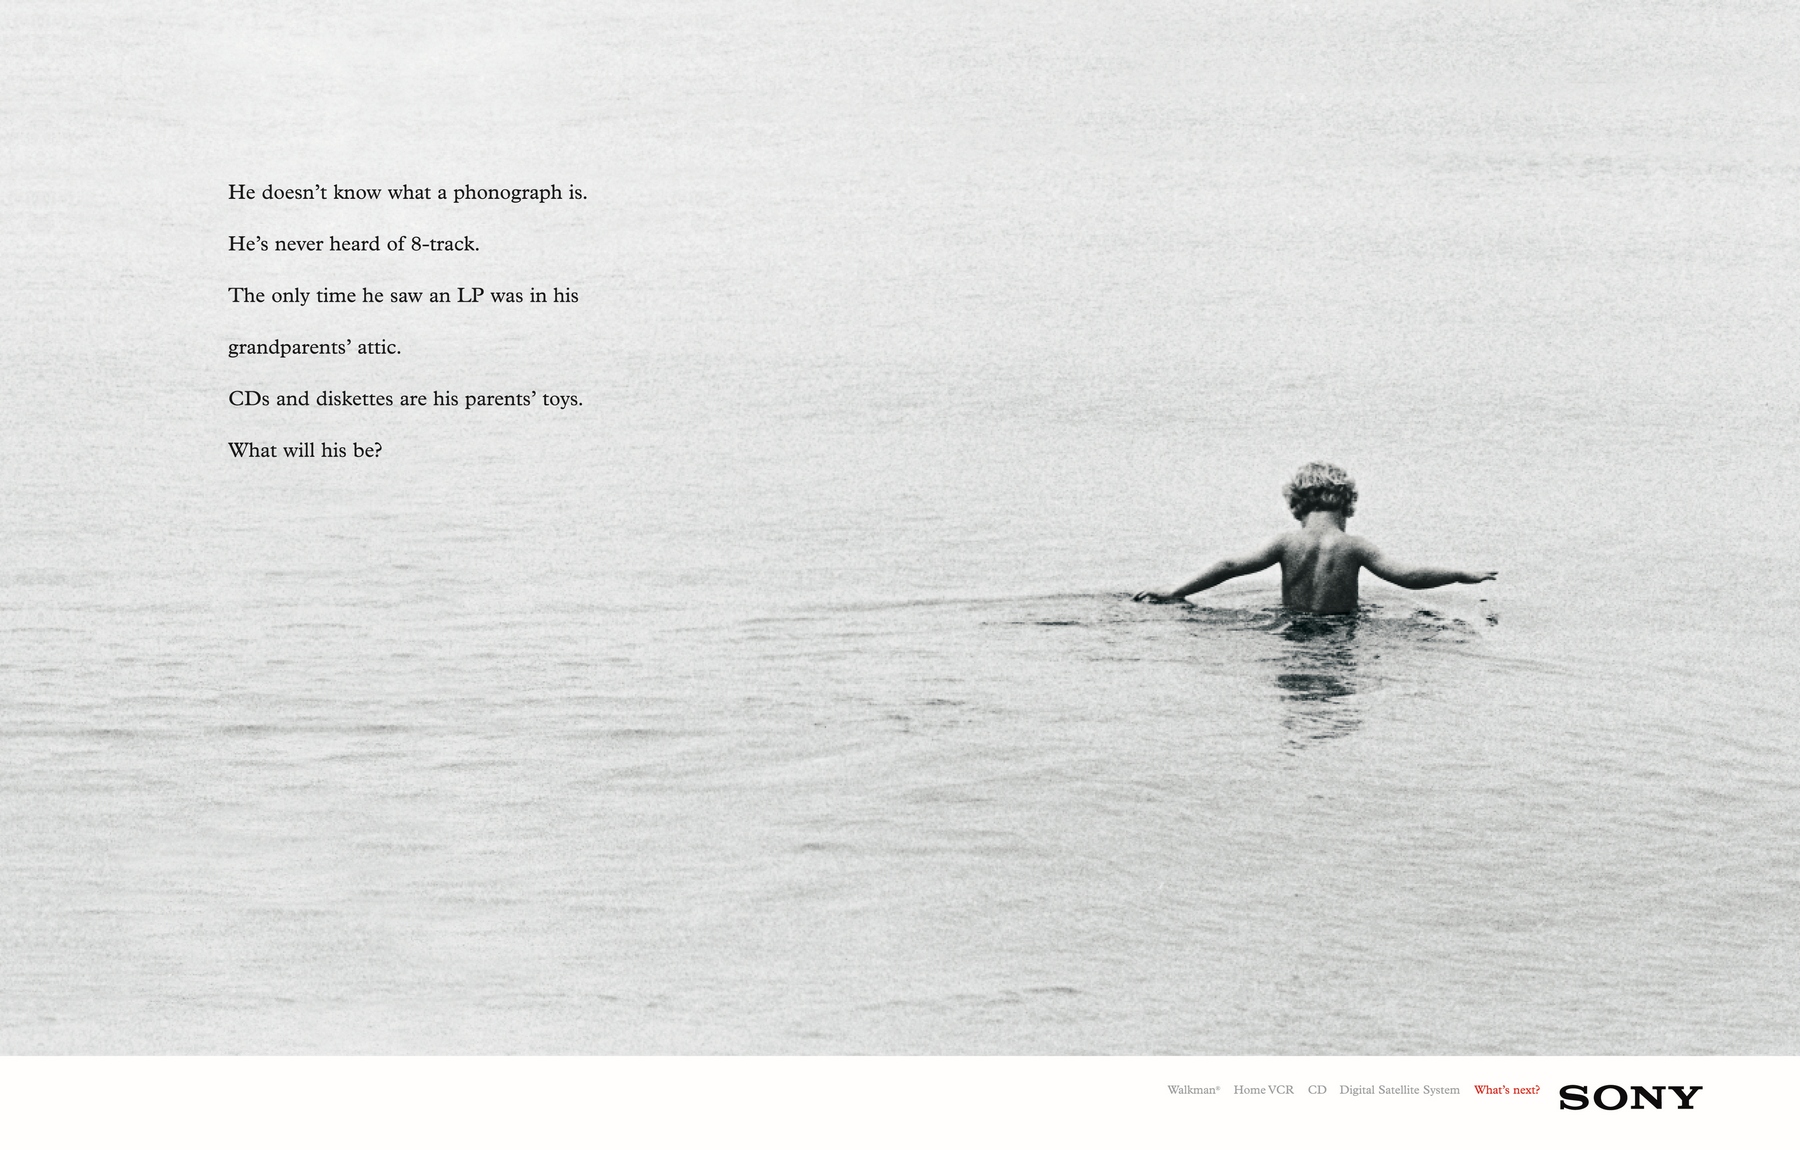 He doesn’t know what a phonograph is.
He’s never heard of 8-track.
The only time he saw an LP was in his
grandparents’ attic.
CDs and diskettes are his parents’ toys.
What will his be?
Walkman® Home VCR CD Digital Satellite System What’s next? SONY